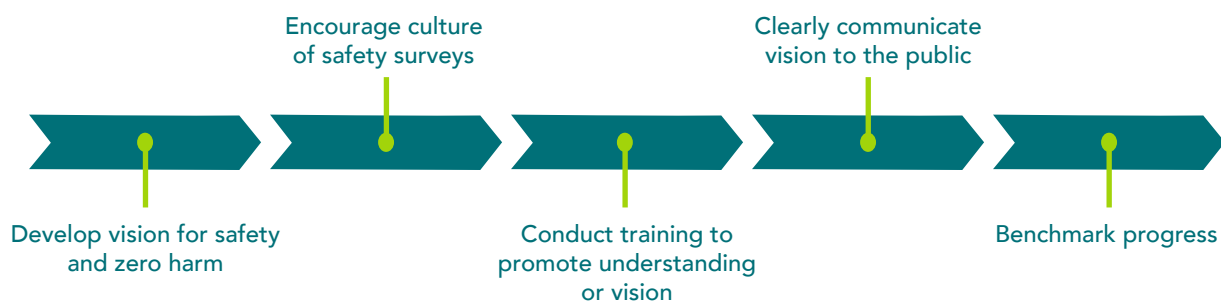 Develop vision for safety
and zero harm
Encourage culture
of safety surveys
Conduct training to
promote understanding
or vision
Clearly communicate
vision to the public
Benchmark progress